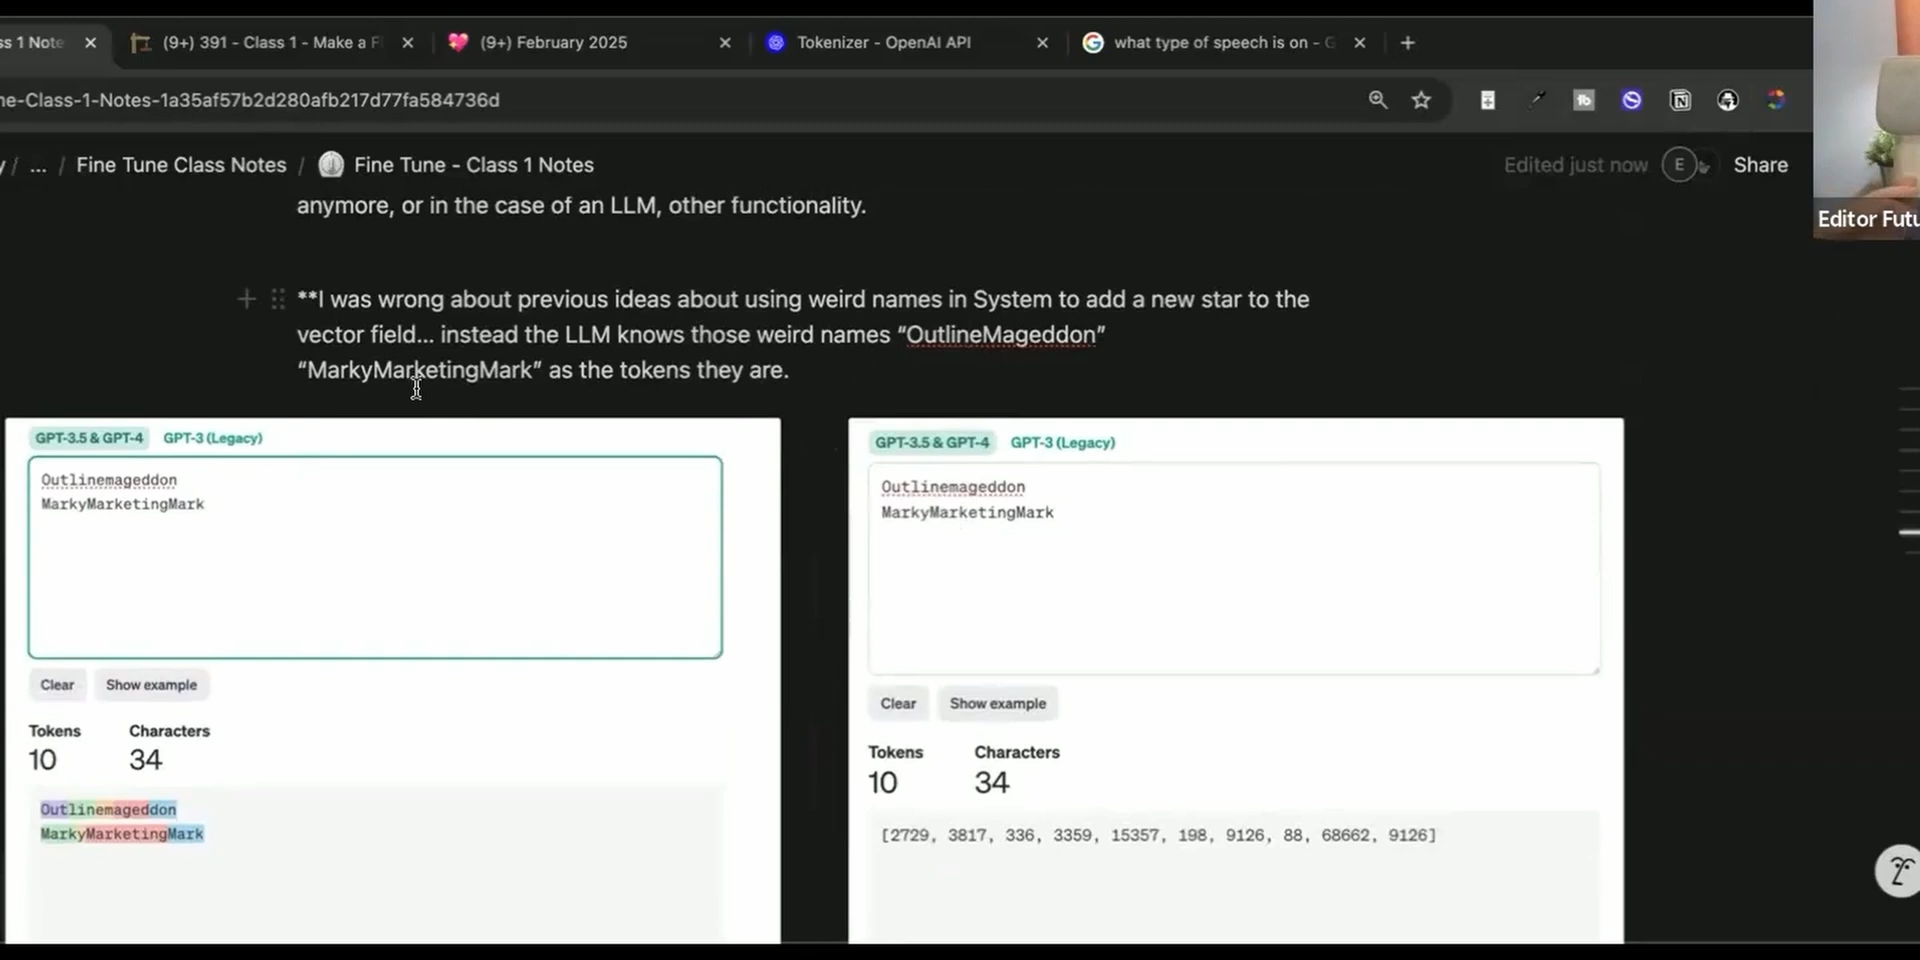 ss 1 Note
(9+) 391 - Class 1 - Make a F
(9+) February 2025
Tokenizer - OpenAI API
what type of speech is on - G
ne-Class-1-Notes-1a35af57b2d280afb217d77fa584736d
y / ... / Fine Tune Class Notes / Fine Tune - Class 1 Notes
Edited just now
E
Share
Editor Futu
anymore, or in the case of an LLM, other functionality.
**I was wrong about previous ideas about using weird names in System to add a new star to the
vector field... instead the LLM knows those weird names “OutlineMageddon”
“MarkyMarketingMark” as the tokens they are.
GPT-3.5 & GPT-4 GPT-3 (Legacy)
Outlinemageddon
MarkyMarketingMark
Clear Show example
Tokens Characters
10 34
Outlinemageddon
MarkyMarketingMark
GPT-3.5 & GPT-4 GPT-3 (Legacy)
Outlinemageddon
MarkyMarketingMark
Clear Show example
Tokens Characters
10 34
[2729, 3817, 336, 3359, 15357, 198, 9126, 88, 68662, 9126]